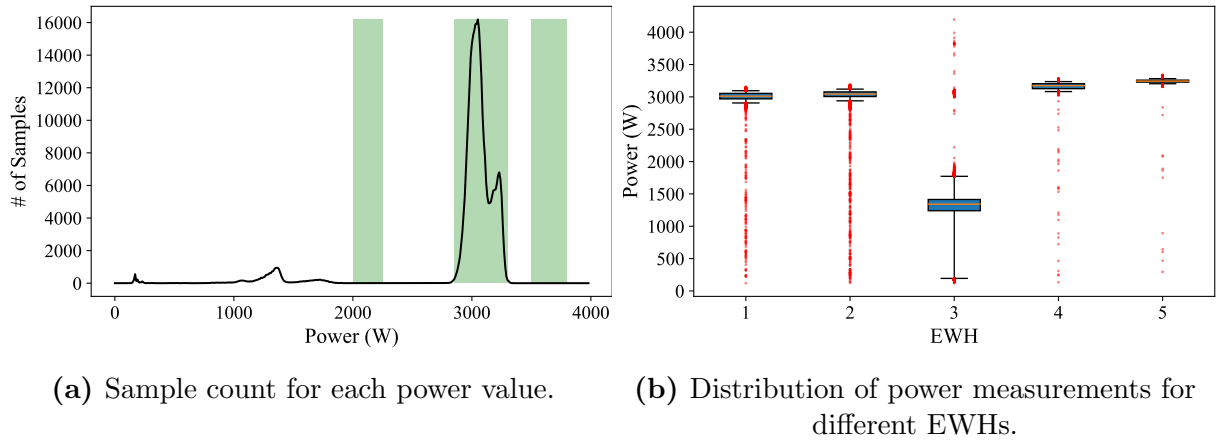 16000
14000
12000
10000
8000
6000
4000
2000
0
# of Samples
0 1000 2000 3000 4000
Power (W)
4000
3500
3000
2500
2000
1500
1000
500
0
Power (W)
1 2 3 4 5
EWH
(a) Sample count for each power value.
(b) Distribution of power measurements for
different EWHs.